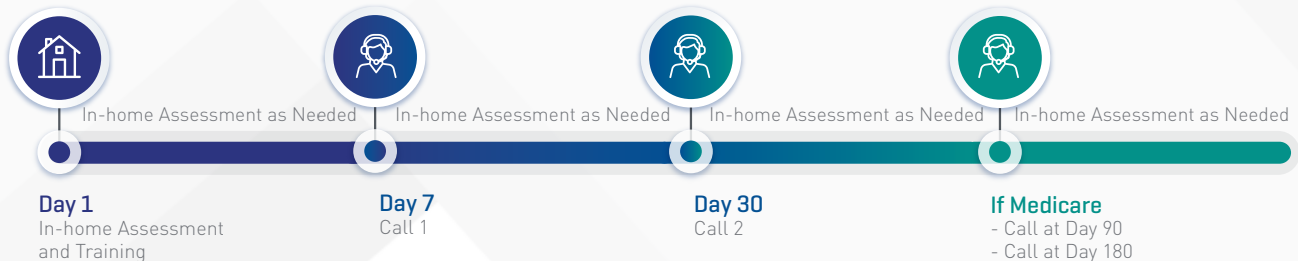 In-home Assessment as Needed
In-home Assessment as Needed
In-home Assessment as Needed
In-home Assessment as Needed
Day 1
In-home Assessment
and Training
Day 7
Call 1
Day 30
Call 2
If Medicare
- Call at Day 90
- Call at Day 180